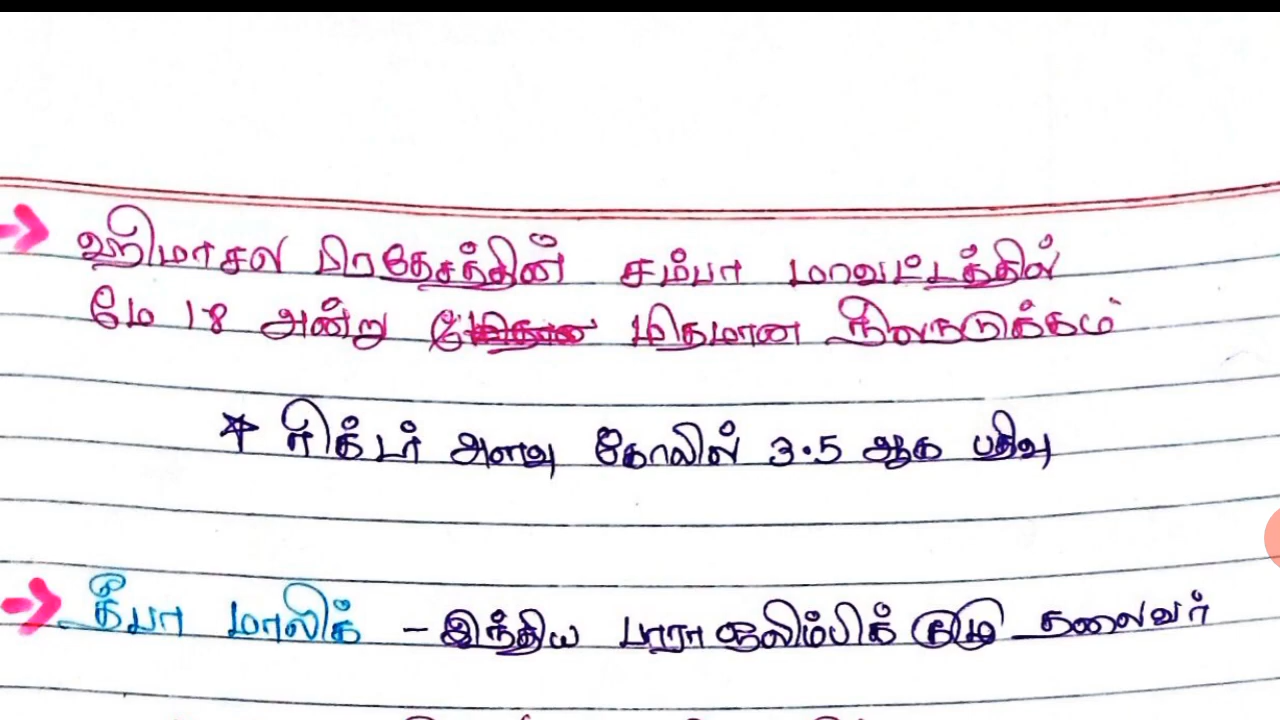 → ஹிமாசல பிரதேசத்தின் சம்பா மாவட்டத்தில்
மே 18 அன்று மிதமான நிலநடுக்கம்
* ரிக்டர் அளவு கோலில் 3.5 ஆக பதிவு
→ தீபா மாலிக் - இந்திய பாரா ஒலிம்பிக் குழு தலைவர்